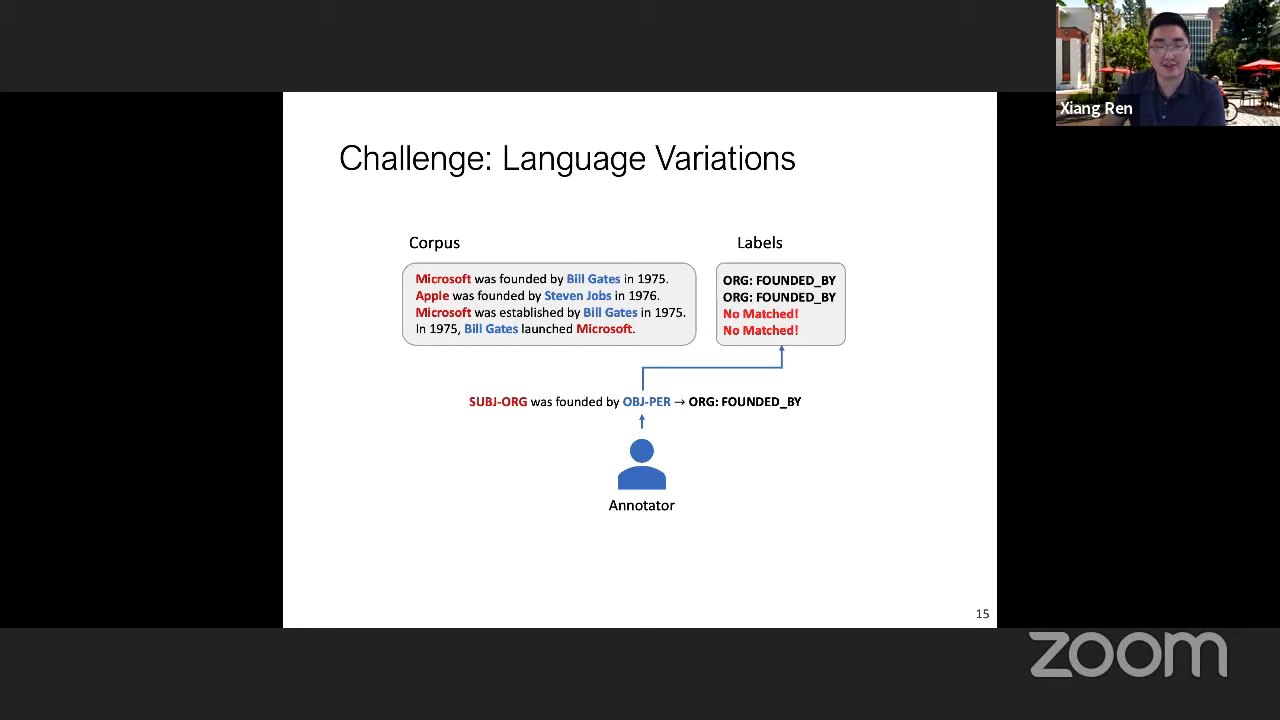 Xiang Ren
Challenge: Language Variations
Corpus
Labels
Microsoft was founded by Bill Gates in 1975.
Apple was founded by Steven Jobs in 1976.
Microsoft was established by Bill Gates in 1975.
In 1975, Bill Gates launched Microsoft.
ORG: FOUNDED_BY
ORG: FOUNDED_BY
No Matched!
No Matched!
SUBJ-ORG was founded by OBJ-PER → ORG: FOUNDED_BY
Annotator
15
zoom